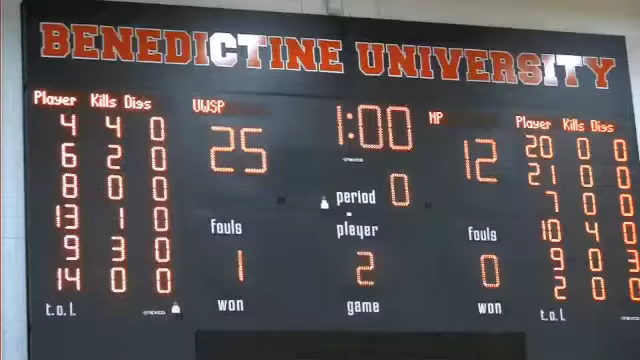 BENEDICTINE UNIVERSITY
Player Kills Digs UWSP 1:00 MP Player Kills Digs
4 4 0 25 12 20 0 0
6 2 0 21 0 0
8 0 0 period 0 7 0 0
13 1 0 fouls player fouls 10 4 0
9 3 0 1 2 0 9 0 3
14 0 0 won game won 2 0 0
t.o.l. NEVCO t.o.l.